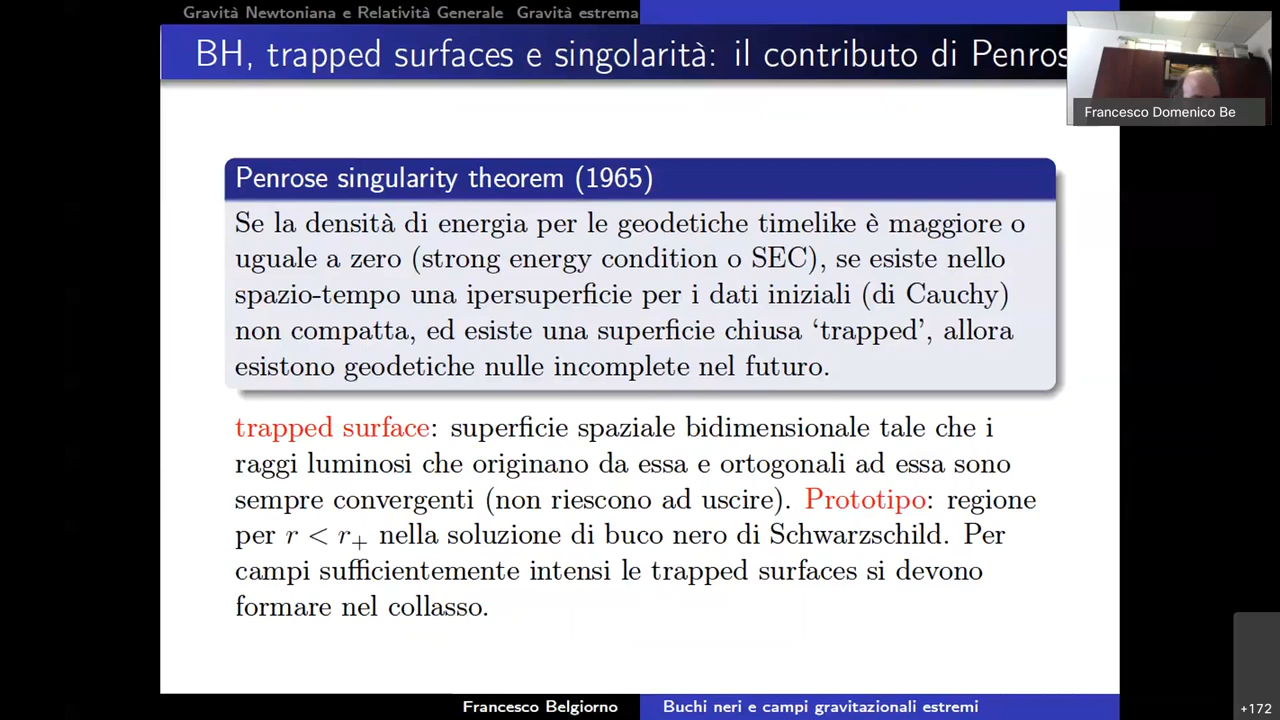 Gravità Newtoniana e Relatività Generale Gravità estrema
BH, trapped surfaces e singolarità: il contributo di Penros
Francesco Domenico Be
Penrose singularity theorem (1965)
Se la densità di energia per le geodetiche timelike è maggiore o
uguale a zero (strong energy condition o SEC), se esiste nello
spazio-tempo una ipersuperficie per i dati iniziali (di Cauchy)
non compatta, ed esiste una superficie chiusa ‘trapped’, allora
esistono geodetiche nulle incomplete nel futuro.
trapped surface: superficie spaziale bidimensionale tale che i
raggi luminosi che originano da essa e ortogonali ad essa sono
sempre convergenti (non riescono ad uscire). Prototipo: regione
per r < r₊ nella soluzione di buco nero di Schwarzschild. Per
campi sufficientemente intensi le trapped surfaces si devono
formare nel collasso.
Francesco Belgiorno Buchi neri e campi gravitazionali estremi
+172